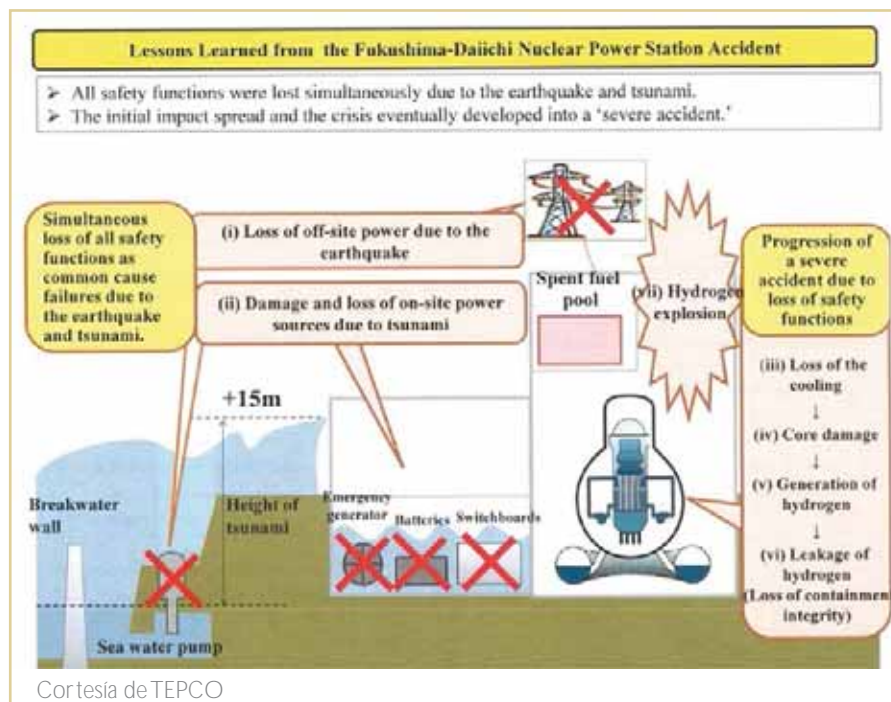 Lessons Learned from the Fukushima-Daiichi Nuclear Power Station Accident
➢ All safety functions were lost simultaneously due to the earthquake and tsunami.
➢ The initial impact spread and the crisis eventually developed into a ‘severe accident.’
Simultaneous
loss of all safety
functions as
common cause
failures due to
the earthquake
and tsunami.
(i) Loss of off-site power due to the
earthquake
(ii) Damage and loss of on-site power
sources due to tsunami
Spent fuel
pool
(vii) Hydrogen
explosion
Progression of
a severe
accident due to
loss of safety
functions
(iii) Loss of the
cooling
↓
(iv) Core damage
↓
(v) Generation of
hydrogen
↓
(vi) Leakage of
hydrogen
(Loss of containment
integrity)
+15m
Breakwater
wall
Height of
tsunami
Emergency
generator
Batteries
Switchboards
Sea water pump
Cortesía de TEPCO